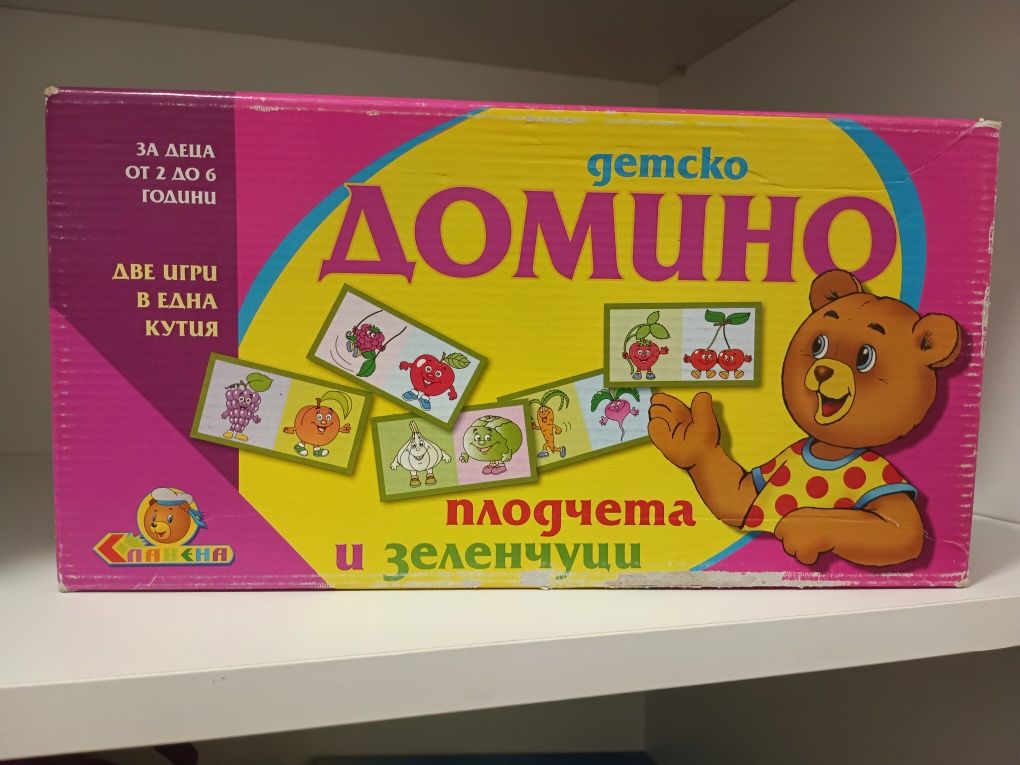 ЗА ДЕЦА
ОТ 2 ДО 6
ГОДИНИ
ДВЕ ИГРИ
В ЕДНА
КУТИЯ
детско
ДОМИНО
плодчета
и зеленчуци
СЛАВЕНА